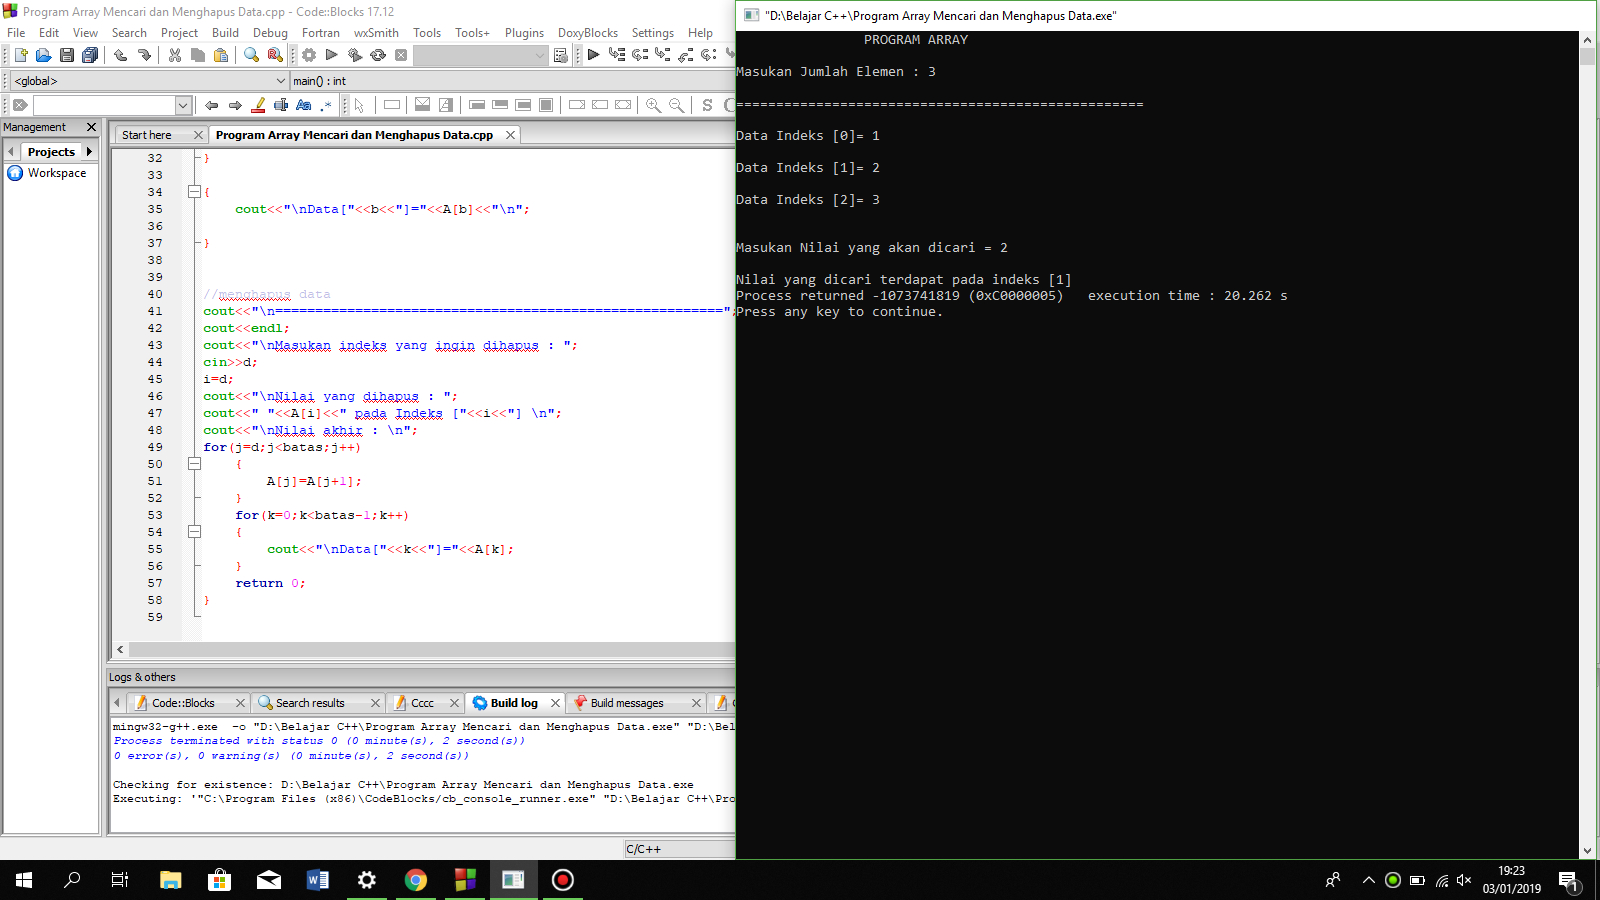 Program Array Mencari dan Menghapus Data.cpp - Code::Blocks 17.12
File Edit View Search Project Build Debug Fortran wxSmith Tools Tools+ Plugins DoxyBlocks Settings Help
<global>
main() : int
Management
Projects
Workspace
Start here
Program Array Mencari dan Menghapus Data.cpp
32 }
33
34 {
35 cout<<"\nData["<<b<<"]="<<A[b]<<"\n";
36
37 }
38
39
40 //menghapus data
41 cout<<"\n========================================================";
42 cout<<endl;
43 cout<<"\nMasukan indeks yang ingin dihapus : ";
44 cin>>d;
45 i=d;
46 cout<<"\nNilai yang dihapus : ";
47 cout<<" "<<A[i]<<" pada Indeks ["<<i<<"] \n";
48 cout<<"\nNilai akhir : \n";
49 for(j=d;j<batas;j++)
50 {
51 A[j]=A[j+1];
52 }
53 for(k=0;k<batas-1;k++)
54 {
55 cout<<"\nData["<<k<<"]="<<A[k];
56 }
57 return 0;
58 }
59
Logs & others
Code::Blocks
Search results
Cccc
Build log
Build messages
mingw32-g++.exe -o "D:\Belajar C++\Program Array Mencari dan Menghapus Data.exe" "D:\Bel
Process terminated with status 0 (0 minute(s), 2 second(s))
0 error(s), 0 warning(s) (0 minute(s), 2 second(s))
Checking for existence: D:\Belajar C++\Program Array Mencari dan Menghapus Data.exe
Executing: '"C:\Program Files (x86)\CodeBlocks/cb_console_runner.exe" "D:\Belajar C++\Pro
C/C++
"D:\Belajar C++\Program Array Mencari dan Menghapus Data.exe"
PROGRAM ARRAY
Masukan Jumlah Elemen : 3
===================================================
Data Indeks [0]= 1
Data Indeks [1]= 2
Data Indeks [2]= 3
Masukan Nilai yang akan dicari = 2
Nilai yang dicari terdapat pada indeks [1]
Process returned -1073741819 (0xC0000005) execution time : 20.262 s
Press any key to continue.
19:23
03/01/2019
1